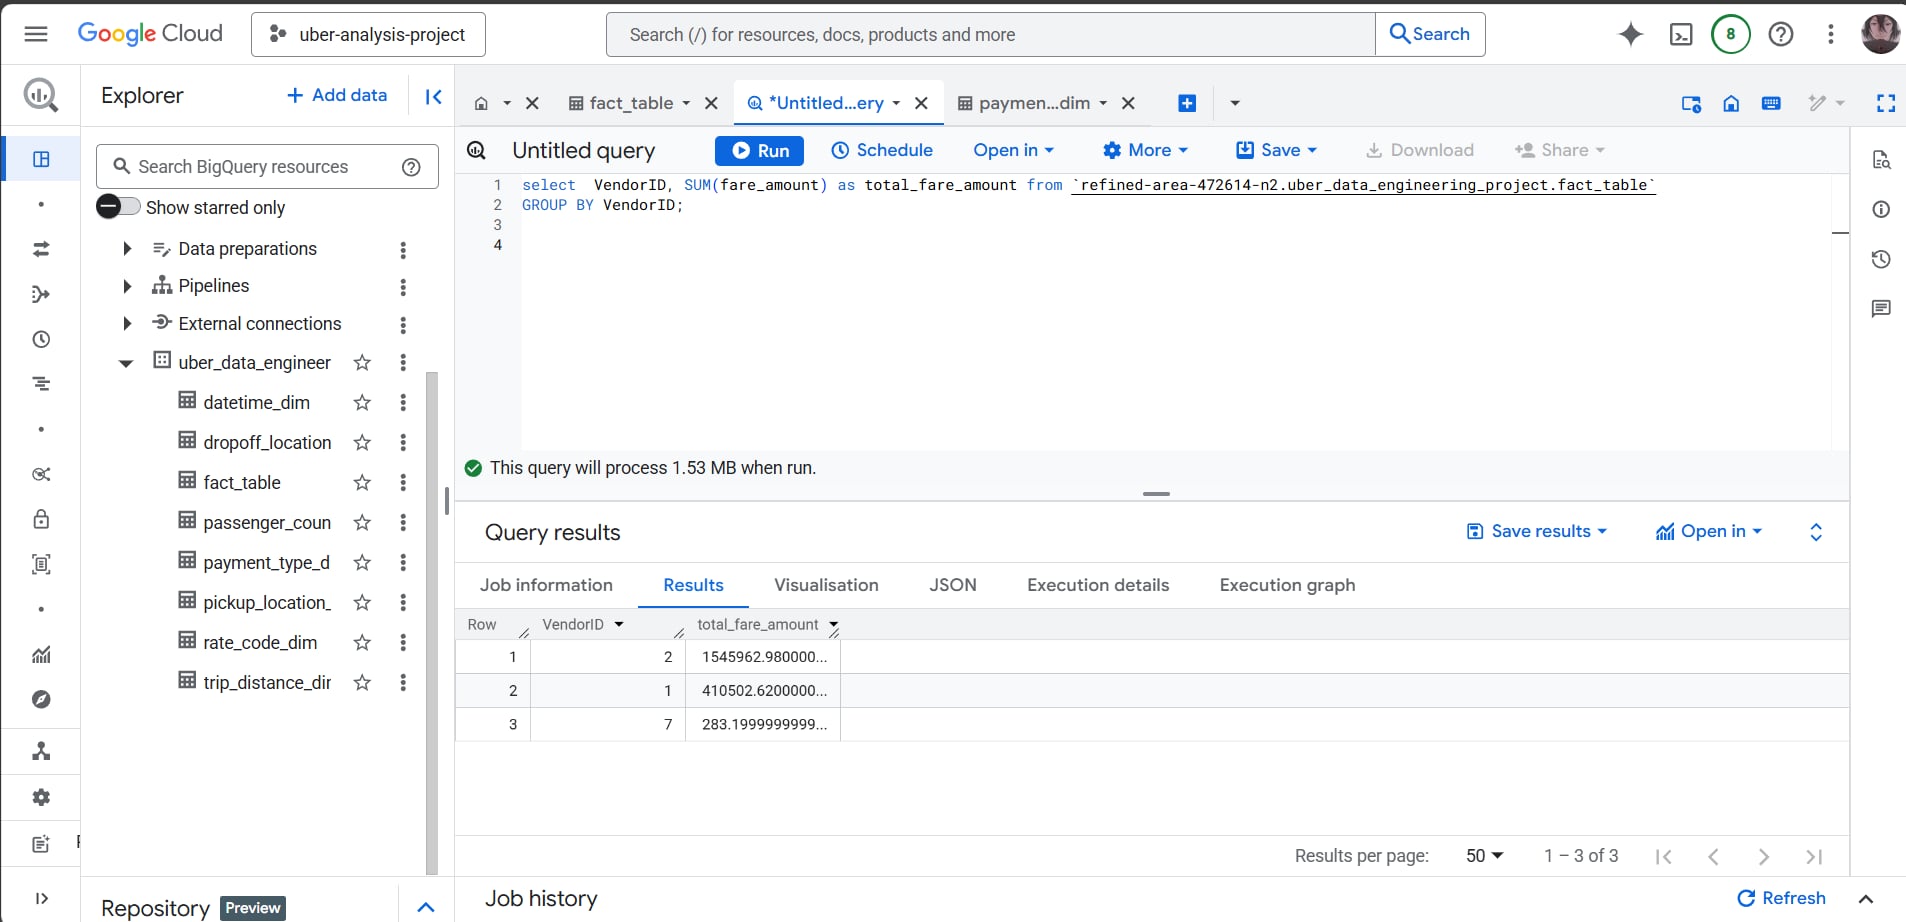 Google Cloud
uber-analysis-project
Search (/) for resources, docs, products and more
Search
8
Explorer
+ Add data
fact_table
*Untitled...ery
paymen...dim
Search BigQuery resources
Show starred only
Data preparations
Pipelines
External connections
uber_data_engineer
datetime_dim
dropoff_location
fact_table
passenger_coun
payment_type_d
pickup_location_
rate_code_dim
trip_distance_dir
Repository Preview
Untitled query
Run
Schedule
Open in
More
Save
Download
Share
1 select  VendorID, SUM(fare_amount) as total_fare_amount from `refined-area-472614-n2.uber_data_engineering_project.fact_table`
2 GROUP BY VendorID;
3
4
This query will process 1.53 MB when run.
Query results
Save results
Open in
Job information
Results
Visualisation
JSON
Execution details
Execution graph
Row VendorID total_fare_amount
1 2 1545962.980000...
2 1 410502.6200000...
3 7 283.1999999999...
Results per page: 50 1 – 3 of 3
Job history
Refresh